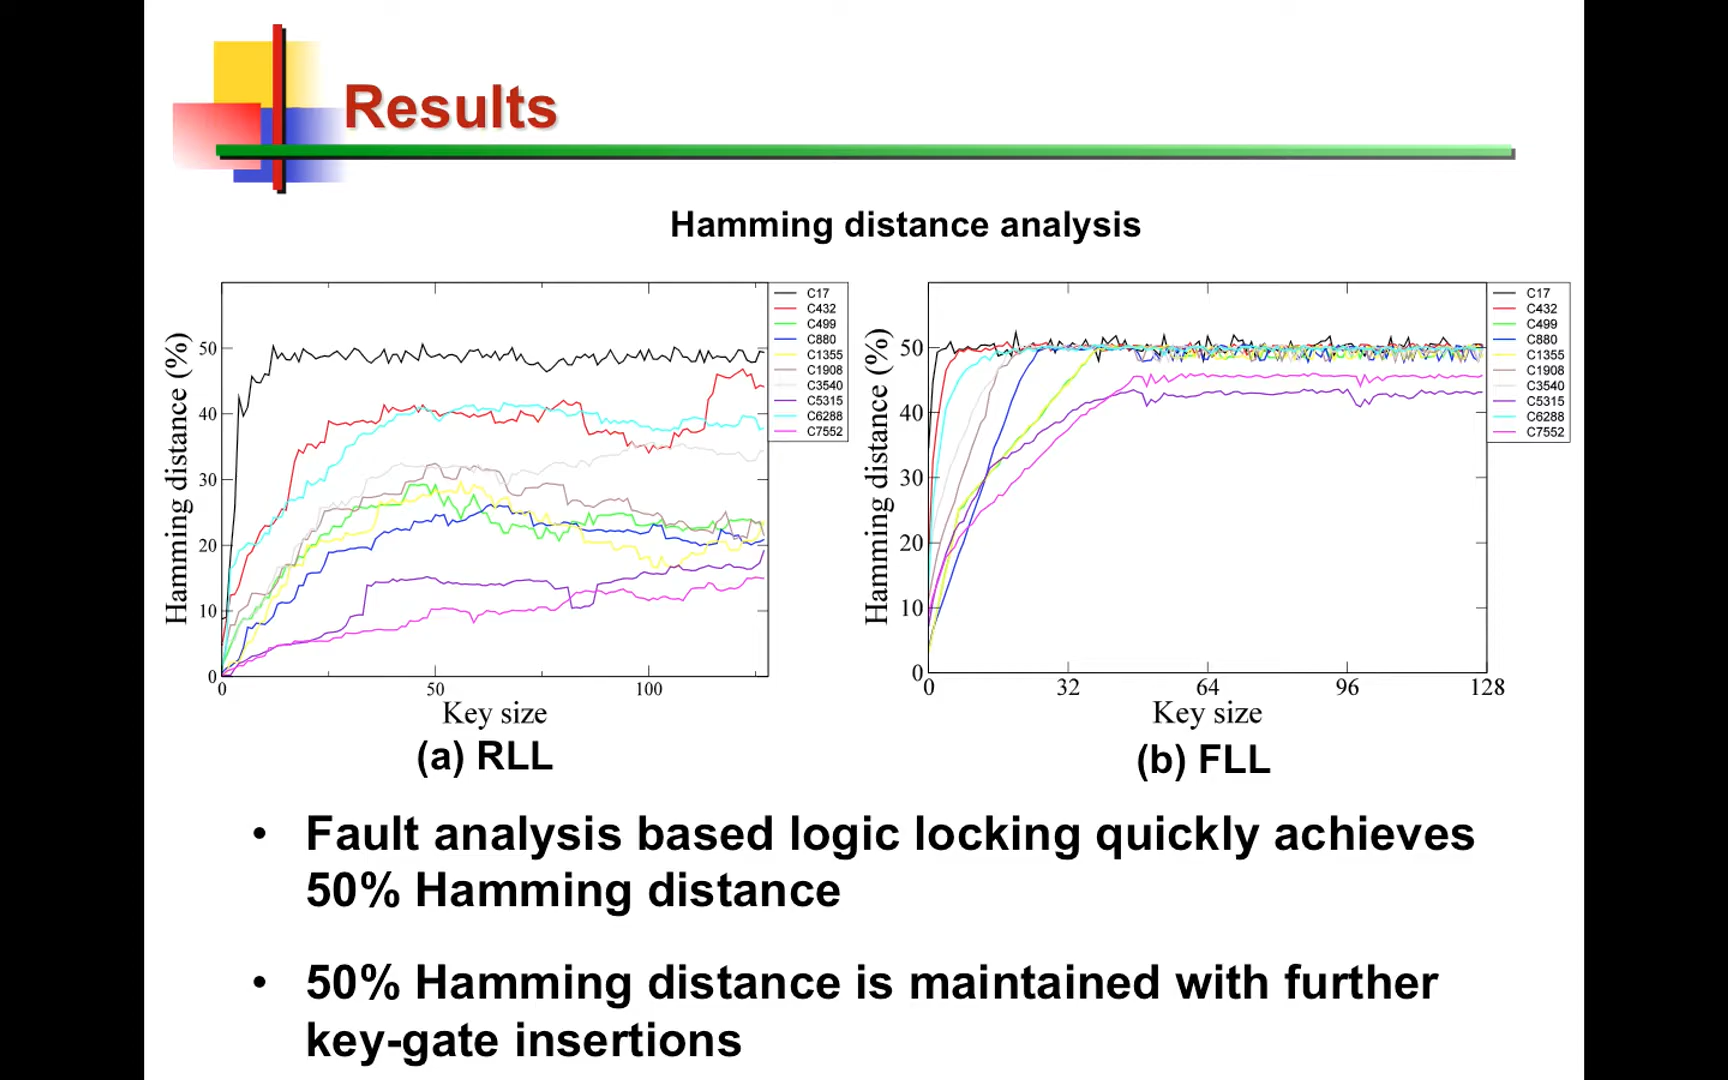 Results
Hamming distance analysis
Hamming distance (%)
50
40
30
20
10
0
0 50 100
Key size
C17
C432
C499
C880
C1355
C1908
C3540
C5315
C6288
C7552
(a) RLL
Hamming distance (%)
50
40
30
20
10
0
0 32 64 96 128
Key size
C17
C432
C499
C880
C1355
C1908
C3540
C5315
C6288
C7552
(b) FLL
• Fault analysis based logic locking quickly achieves
50% Hamming distance
• 50% Hamming distance is maintained with further
key-gate insertions